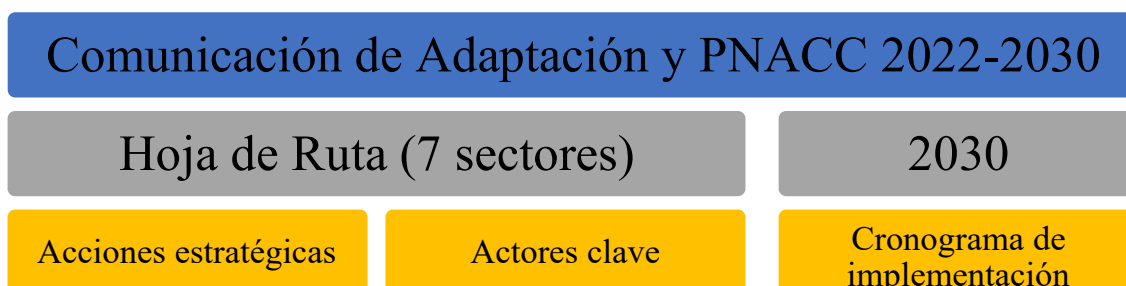 Comunicación de Adaptación y PNACC 2022-2030
Hoja de Ruta (7 sectores)
2030
Acciones estratégicas
Actores clave
Cronograma de
implementación